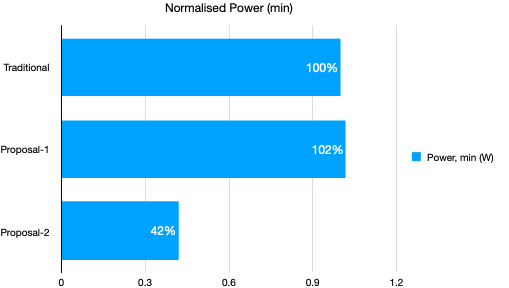 Normalised Power (min)
Traditional
100%
Proposal-1
102%
Proposal-2
42%
Power, min (W)
0
0.3
0.6
0.9
1.2